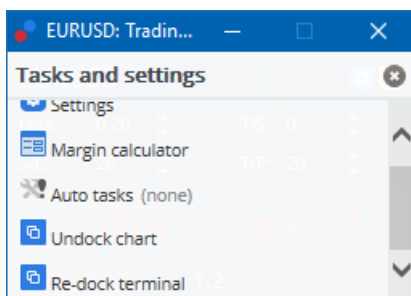 EURUSD: Tradin...
Tasks and settings
Settings
Margin calculator
Auto tasks (none)
Undock chart
Re-dock terminal